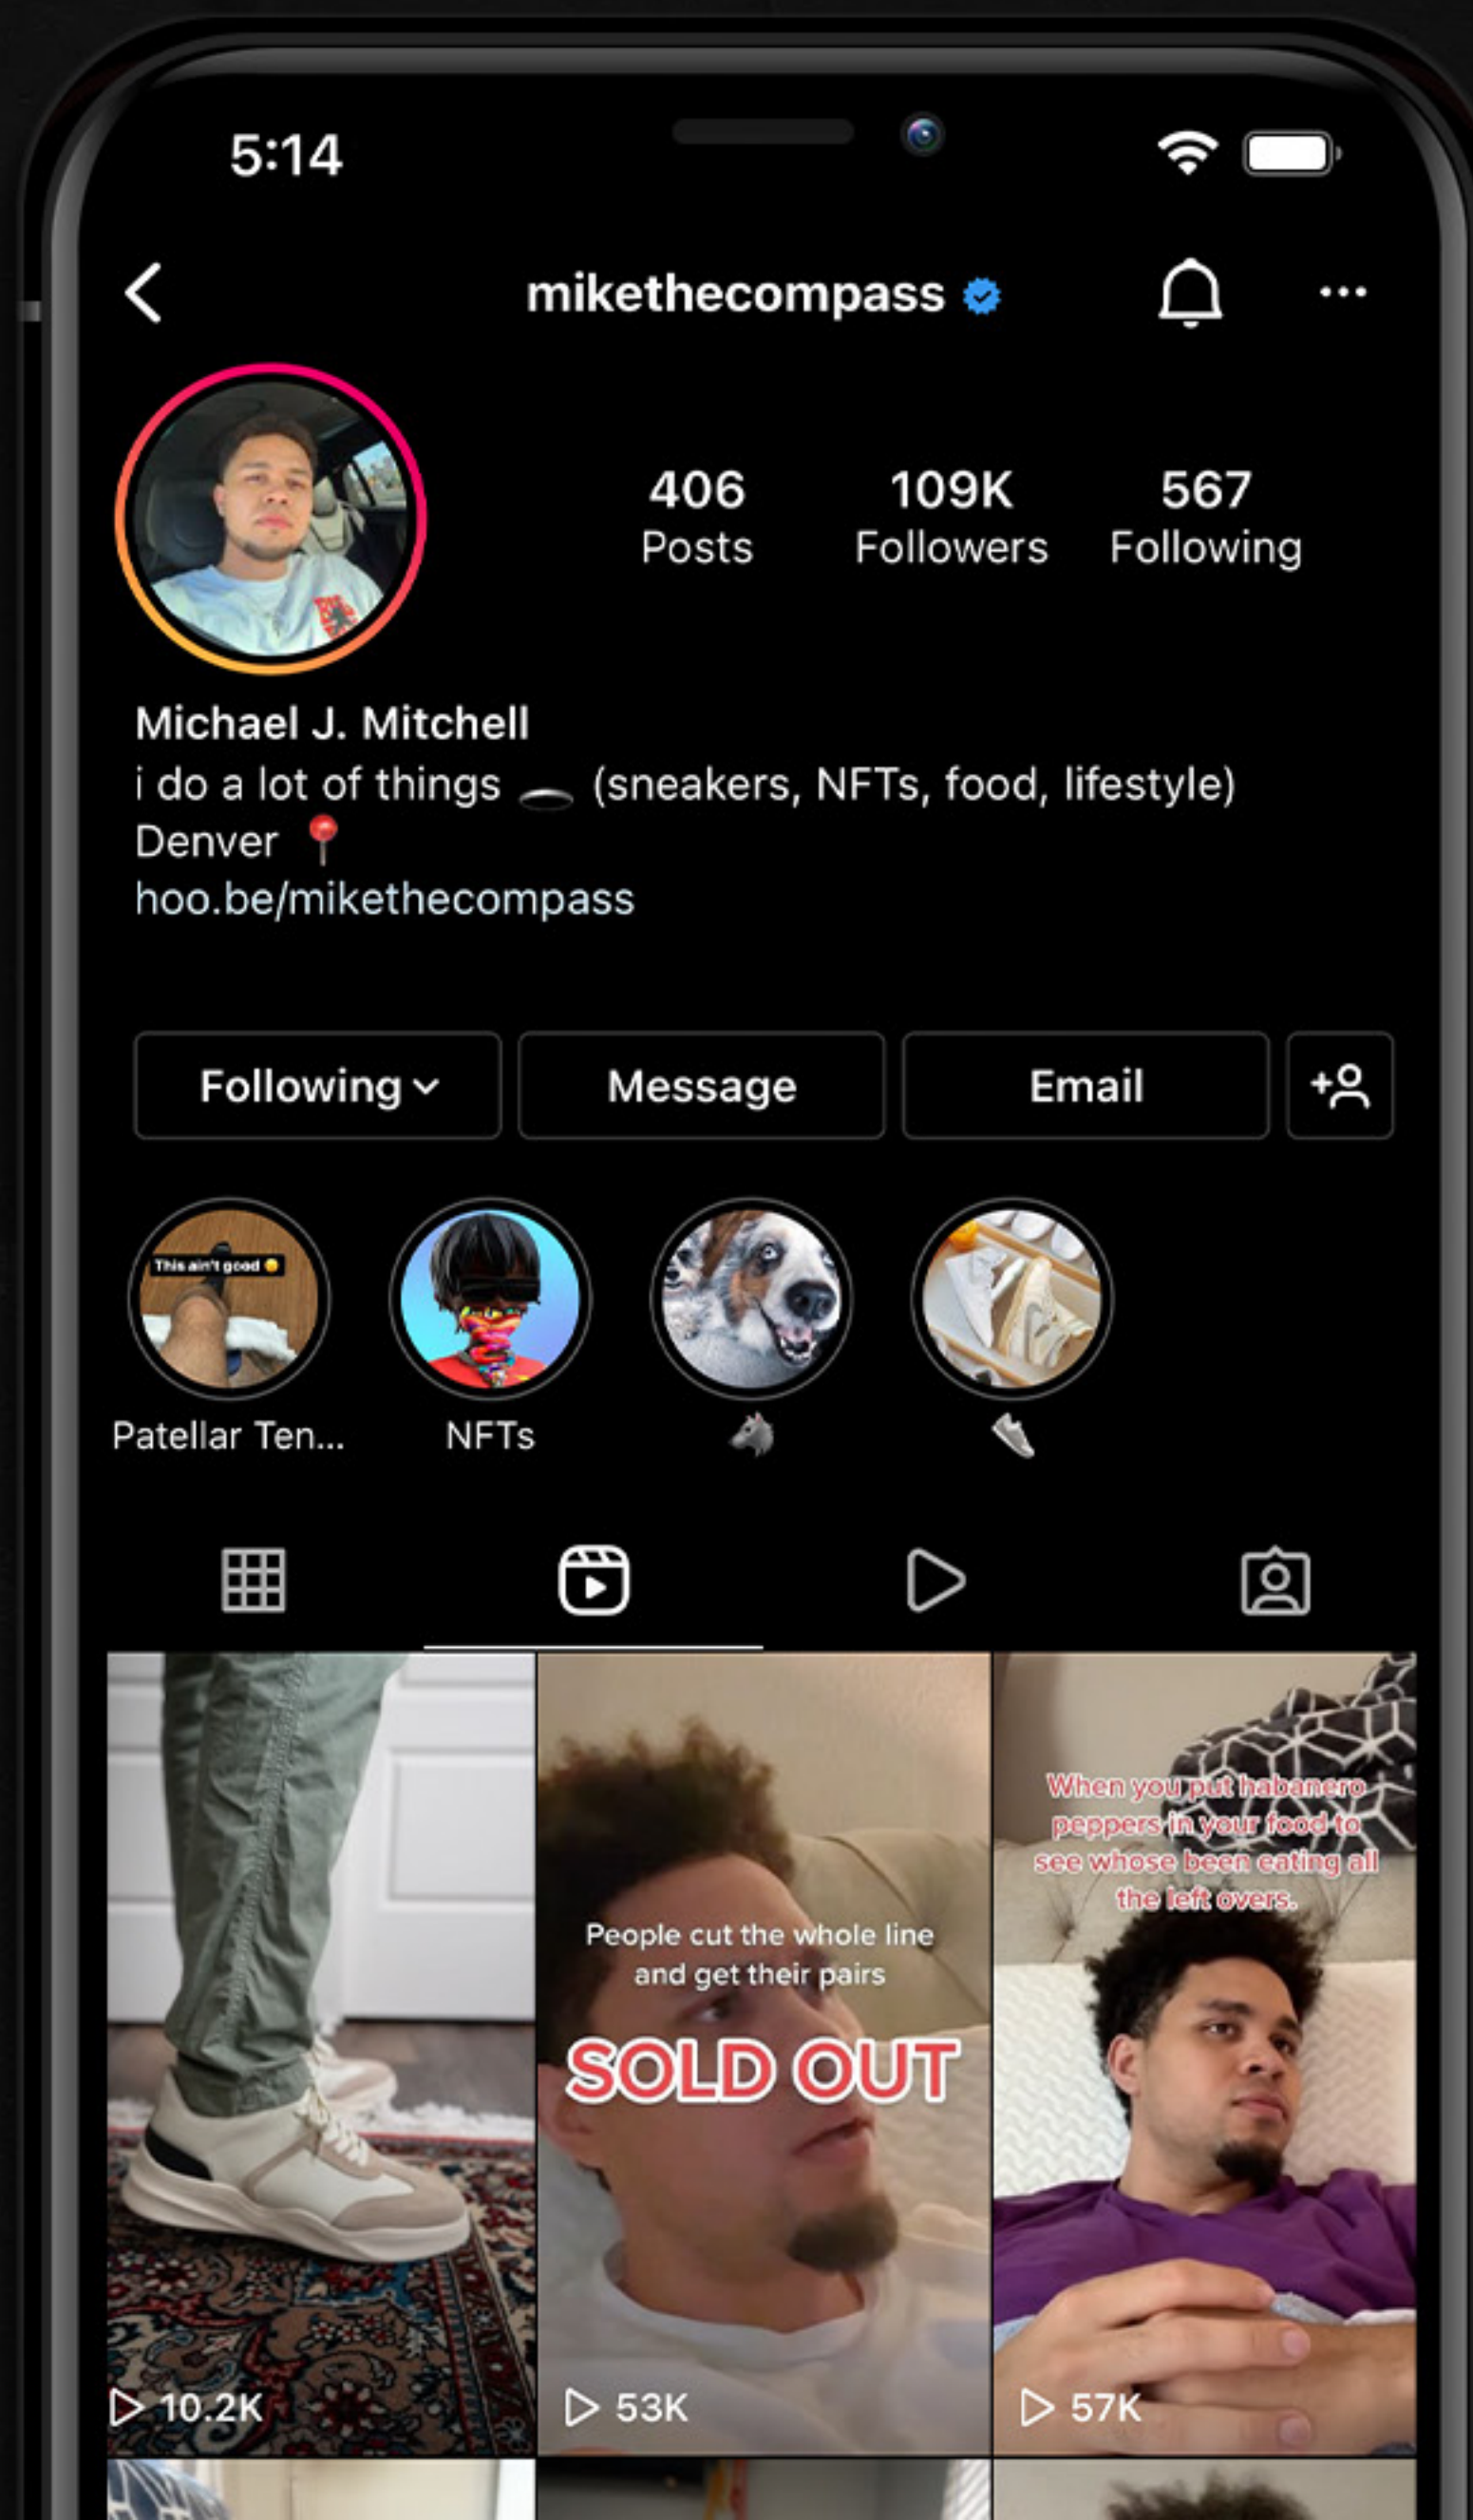 5:14
mikethecompass
406
Posts
109K
Followers
567
Following
Michael J. Mitchell
i do a lot of things 🕳️ (sneakers, NFTs, food, lifestyle)
Denver 📍
hoo.be/mikethecompass
Following
Message
Email
This ain't good
Patellar Ten...
NFTs
🐺
👟
People cut the whole line
and get their pairs
SOLD OUT
When you put habanero
peppers in your food to
see whose been eating all
the left overs.
10.2K
53K
57K